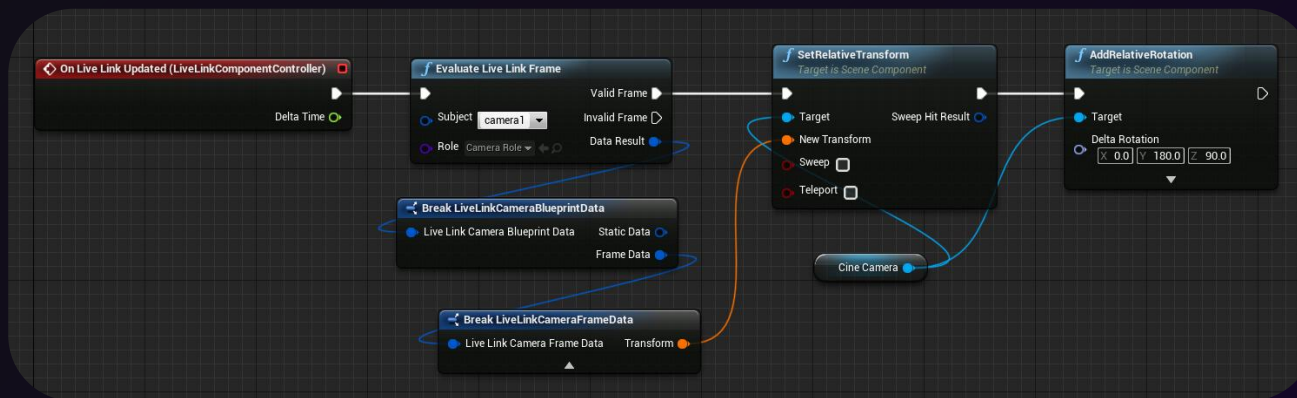 On Live Link Updated (LiveLinkComponentController)
Delta Time
Evaluate Live Link Frame
Valid Frame
Subject camera1 Invalid Frame
Role Camera Role Data Result
Break LiveLinkCameraBlueprintData
Live Link Camera Blueprint Data Static Data
Frame Data
Break LiveLinkCameraFrameData
Live Link Camera Frame Data Transform
SetRelativeTransform
Target is Scene Component
Target Sweep Hit Result
New Transform
Sweep
Teleport
Cine Camera
AddRelativeRotation
Target is Scene Component
Target
Delta Rotation
X 0.0 Y 180.0 Z 90.0